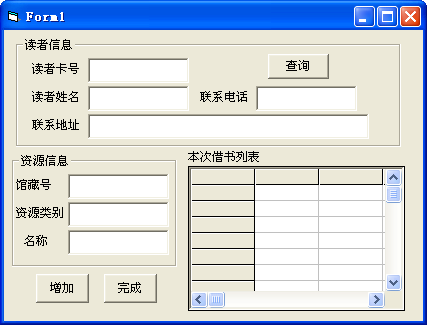 Form1
读者信息
读者卡号
查询
读者姓名 联系电话
联系地址
资源信息
馆藏号
资源类别
名称
增加 完成
本次借书列表